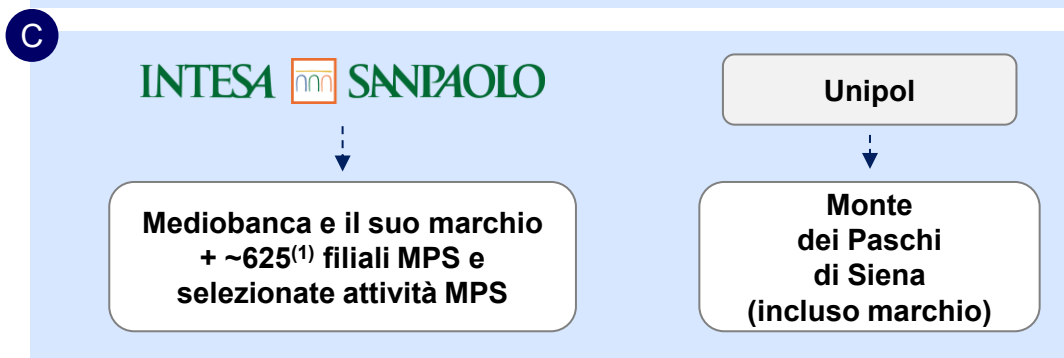 C
INTESA SANPAOLO
Mediobanca e il suo marchio
+ ~625(1) filiali MPS e
selezionate attività MPS
Unipol
Monte
dei Paschi
di Siena
(incluso marchio)